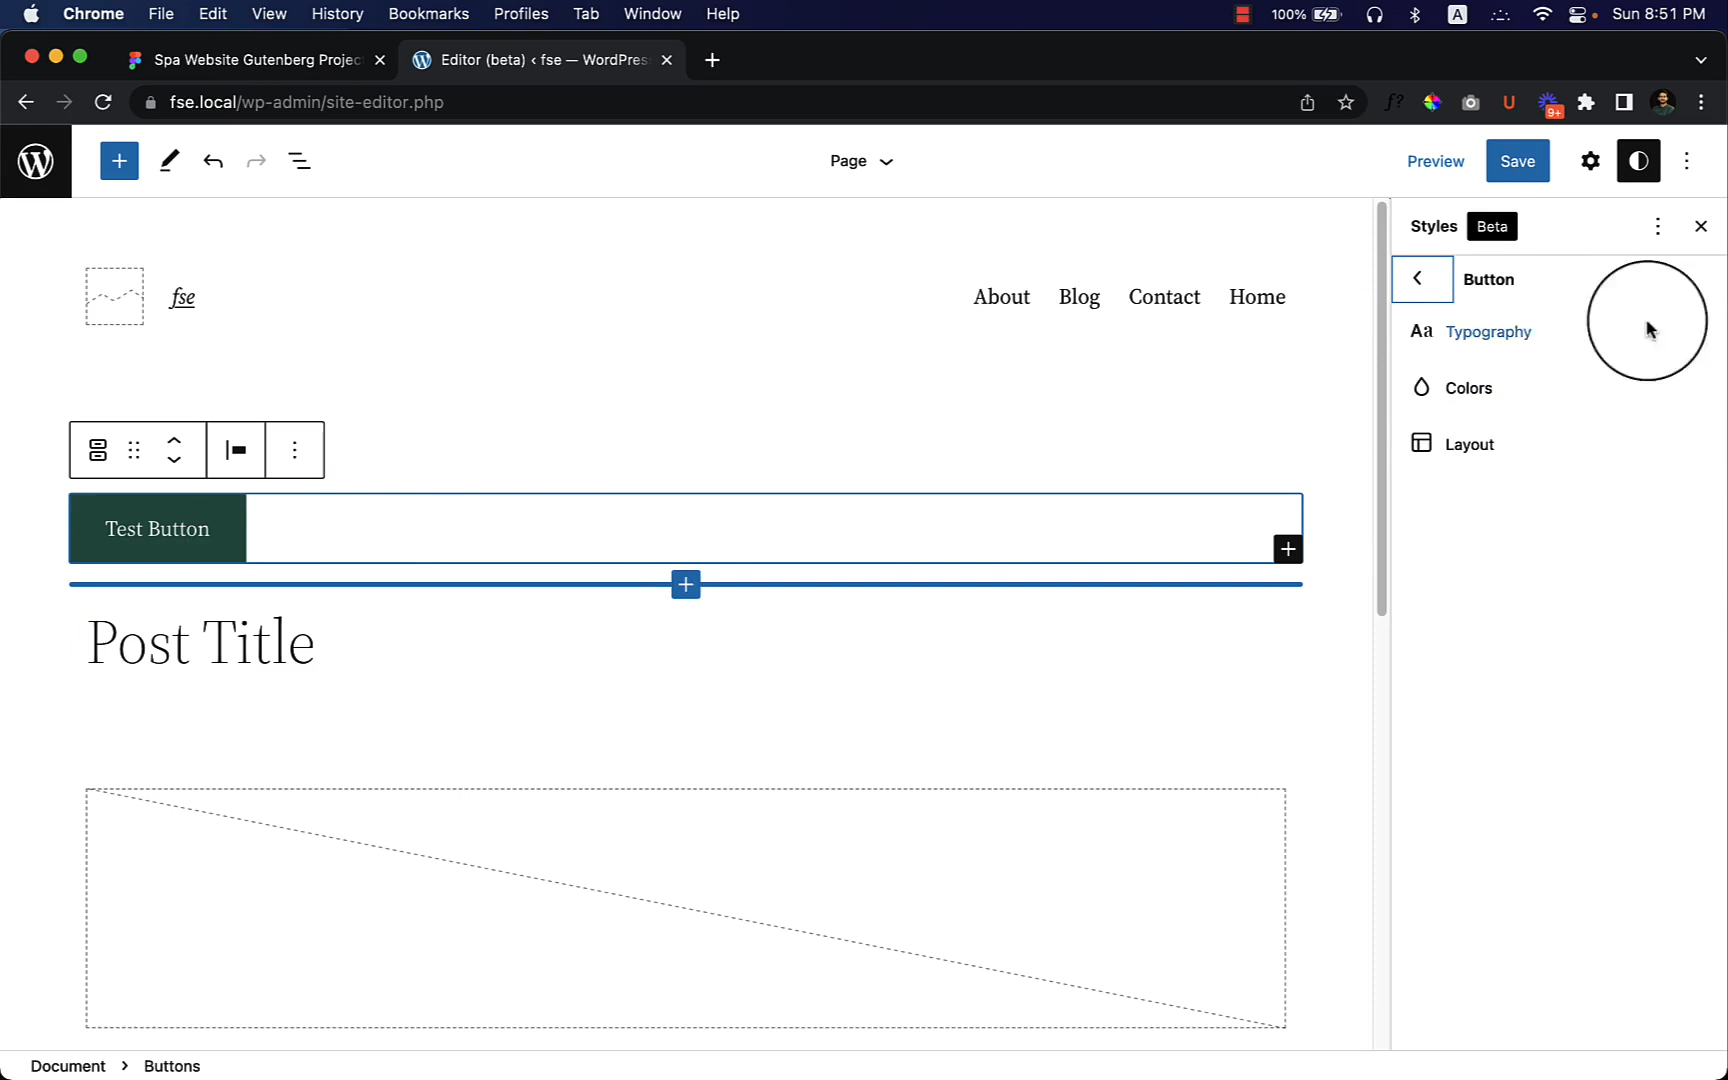 Chrome File Edit View History Bookmarks Profiles Tab Window Help 100% A Sun 8:51 PM
Spa Website Gutenberg Projec Editor (beta) ‹ fse — WordPres
fse.local/wp-admin/site-editor.php f? U 9+
Page Preview Save
Styles Beta
Button
fse About Blog Contact Home
Aa Typography
Colors
Layout
Test Button
Post Title
Document Buttons